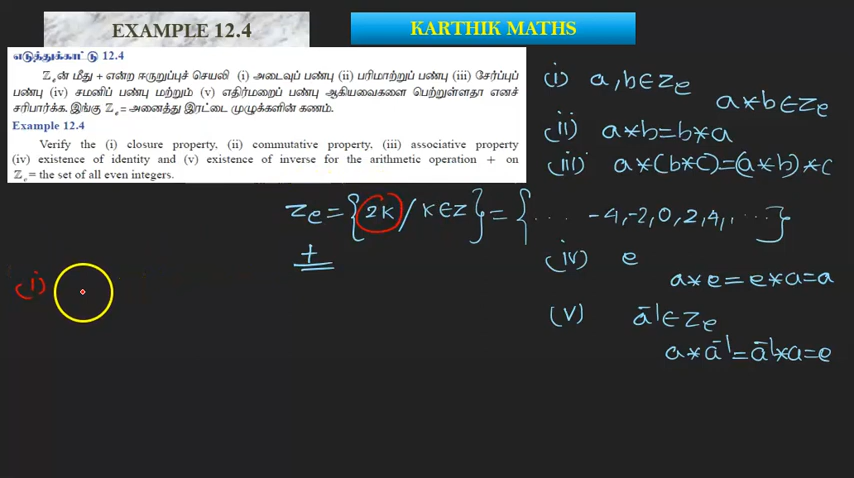 EXAMPLE 12.4
KARTHIK MATHS
எடுத்துக்காட்டு 12.4
ℤₑன் மீது + என்ற ஈருறுப்புச் செயலி (i) அடைவுப் பண்பு (ii) பரிமாற்றுப் பண்பு (iii) சேர்ப்புப்
பண்பு (iv) சமனிப் பண்பு மற்றும் (v) எதிர்மறைப் பண்பு ஆகியவைகளை பெற்றுள்ளதா எனச்
சரிபார்க்க. இங்கு ℤₑ = அனைத்து இரட்டை முழுக்களின் கணம்.
Example 12.4
Verify the (i) closure property, (ii) commutative property, (iii) associative property
(iv) existence of identity and (v) existence of inverse for the arithmetic operation + on
ℤₑ = the set of all even integers.
(i) a, b ∈ Zₑ
a * b ∈ Zₑ
(ii) a * b = b * a
(iii) a * (b * c) = (a * b) * c
Zₑ = {2k / k ∈ Z} = {.... -4, -2, 0, 2, 4, , ....}
+
(iv) e
a * e = e * a = a
(v) a⁻¹ ∈ Zₑ
a * a⁻¹ = a⁻¹ * a = e
(i)